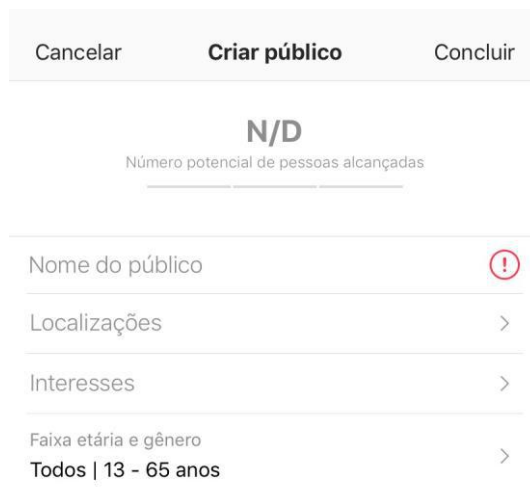 Cancelar Criar público Concluir
N/D
Número potencial de pessoas alcançadas
Nome do público
Localizações
Interesses
Faixa etária e gênero
Todos | 13 - 65 anos